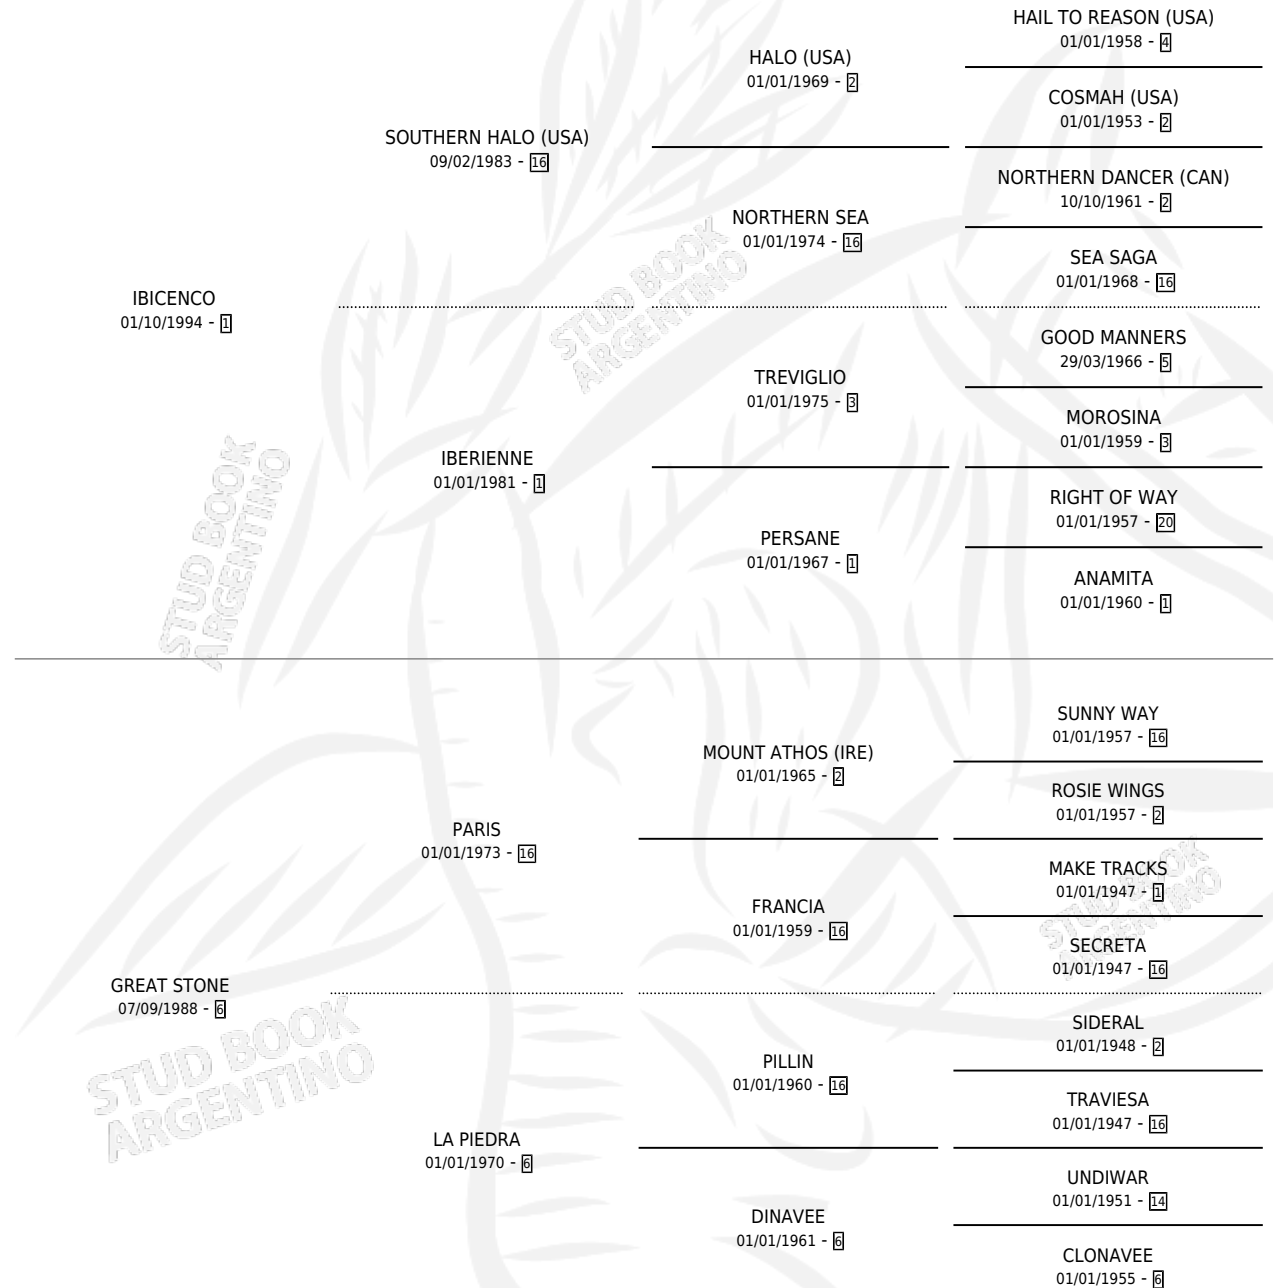 HAIL TO REASON (USA)
01/01/1958 - 4
HALO (USA)
01/01/1969 - 2
COSMAH (USA)
01/01/1953 - 2
SOUTHERN HALO (USA)
09/02/1983 - 16
NORTHERN DANCER (CAN)
10/10/1961 - 2
NORTHERN SEA
01/01/1974 - 16
SEA SAGA
01/01/1968 - 16
IBICENCO
01/10/1994 - 1
GOOD MANNERS
29/03/1966 - 5
TREVIGLIO
01/01/1975 - 3
MOROSINA
01/01/1959 - 3
IBERIENNE
01/01/1981 - 1
RIGHT OF WAY
01/01/1957 - 20
PERSANE
01/01/1967 - 1
ANAMITA
01/01/1960 - 1
SUNNY WAY
01/01/1957 - 16
MOUNT ATHOS (IRE)
01/01/1965 - 2
ROSIE WINGS
01/01/1957 - 2
PARIS
01/01/1973 - 16
MAKE TRACKS
01/01/1947 - 1
FRANCIA
01/01/1959 - 16
SECRETA
01/01/1947 - 16
GREAT STONE
07/09/1988 - 6
SIDERAL
01/01/1948 - 2
PILLIN
01/01/1960 - 16
TRAVIESA
01/01/1947 - 16
LA PIEDRA
01/01/1970 - 6
UNDIWAR
01/01/1951 - 14
DINAVEE
01/01/1961 - 6
CLONAVEE
01/01/1955 - 6
STUD BOOK
ARGENTINO
STUD BOOK
ARGENTINO
STUD BOOK
ARGENTINO
STUD BOOK
ARGENTINO